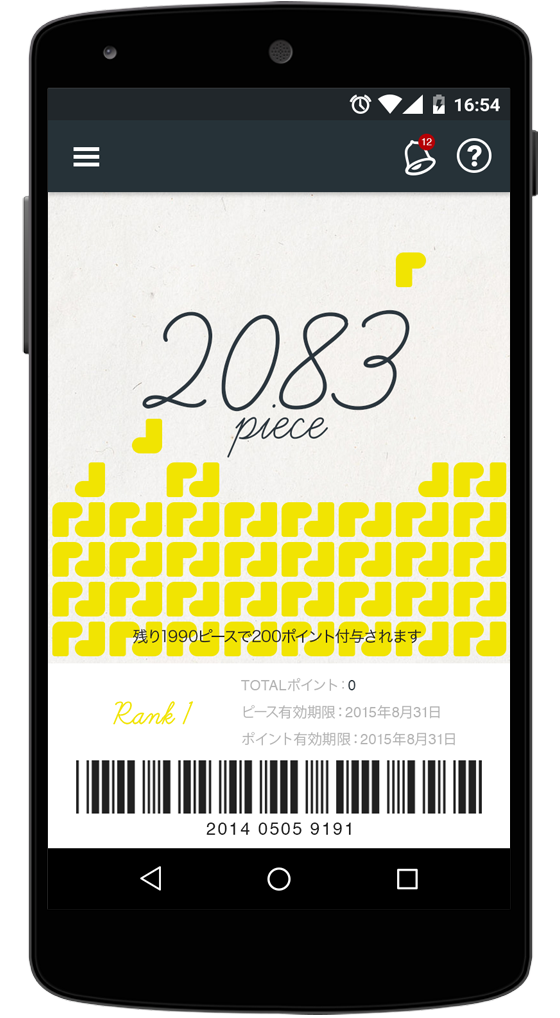 16:54
12
?
2083
piece
残り1990ピースで200ポイント付与されます
Rank 1
TOTALポイント：0
ピース有効期限：2015年8月31日
ポイント有効期限：2015年8月31日
2014 0505 9191